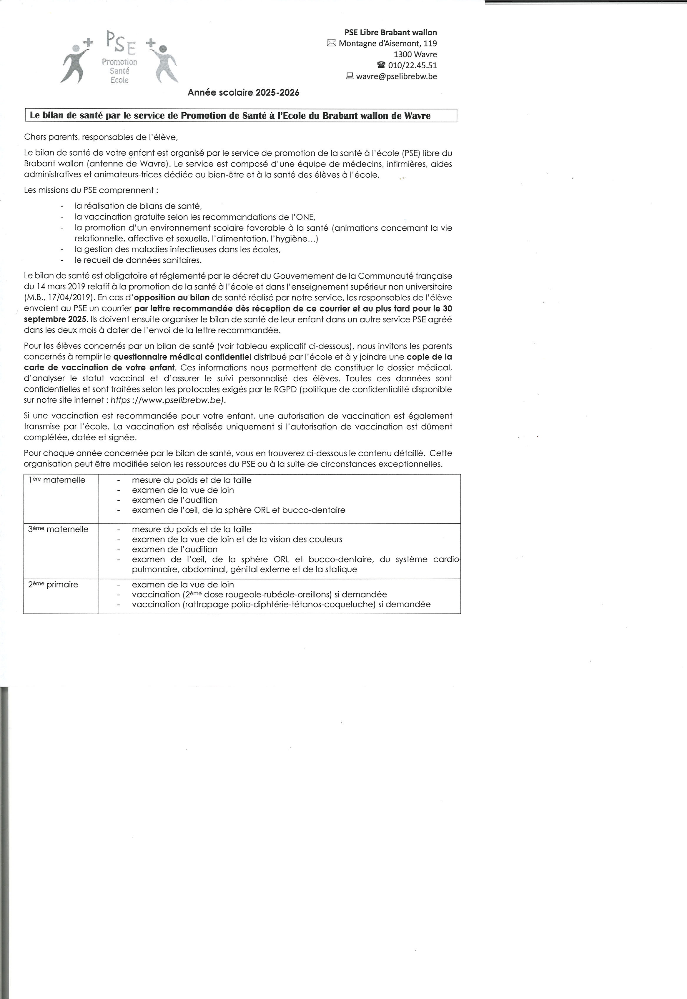 PSE
Promotion
Santé
Ecole
PSE Libre Brabant wallon
Montagne d'Aisemont, 119
1300 Wavre
010/22.45.51
wavre@pselibrebw.be
Année scolaire 2025-2026
Le bilan de santé par le service de Promotion de Santé à l'Ecole du Brabant wallon de Wavre
Chers parents, responsables de l'élève,
Le bilan de santé de votre enfant est organisé par le service de promotion de la santé à l'école (PSE) libre du
Brabant wallon (antenne de Wavre). Le service est composé d'une équipe de médecins, infirmières, aides
administratives et animateurs-trices dédiée au bien-être et à la santé des élèves à l'école.
Les missions du PSE comprennent :
- la réalisation de bilans de santé,
- la vaccination gratuite selon les recommandations de l'ONE,
- la promotion d'un environnement scolaire favorable à la santé (animations concernant la vie
relationnelle, affective et sexuelle, l'alimentation, l'hygiène...)
- la gestion des maladies infectieuses dans les écoles,
- le recueil de données sanitaires.
Le bilan de santé est obligatoire et réglementé par le décret du Gouvernement de la Communauté française
du 14 mars 2019 relatif à la promotion de la santé à l'école et dans l'enseignement supérieur non universitaire
(M.B., 17/04/2019). En cas d'opposition au bilan de santé réalisé par notre service, les responsables de l'élève
envoient au PSE un courrier par lettre recommandée dès réception de ce courrier et au plus tard pour le 30
septembre 2025. Ils doivent ensuite organiser le bilan de santé de leur enfant dans un autre service PSE agréé
dans les deux mois à dater de l'envoi de la lettre recommandée.
Pour les élèves concernés par un bilan de santé (voir tableau explicatif ci-dessous), nous invitons les parents
concernés à remplir le questionnaire médical confidentiel distribué par l'école et à y joindre une copie de la
carte de vaccination de votre enfant. Ces informations nous permettent de constituer le dossier médical,
d'analyser le statut vaccinal et d'assurer le suivi personnalisé des élèves. Toutes ces données sont
confidentielles et sont traitées selon les protocoles exigés par le RGPD (politique de confidentialité disponible
sur notre site internet : https ://www.pselibrebw.be).
Si une vaccination est recommandée pour votre enfant, une autorisation de vaccination est également
transmise par l'école. La vaccination est réalisée uniquement si l'autorisation de vaccination est dûment
complétée, datée et signée.
Pour chaque année concernée par le bilan de santé, vous en trouverez ci-dessous le contenu détaillé. Cette
organisation peut être modifiée selon les ressources du PSE ou à la suite de circonstances exceptionnelles.
1ère maternelle
- mesure du poids et de la taille
- examen de la vue de loin
- examen de l'audition
- examen de l'œil, de la sphère ORL et bucco-dentaire
3ème maternelle
- mesure du poids et de la taille
- examen de la vue de loin et de la vision des couleurs
- examen de l'audition
- examen de l'œil, de la sphère ORL et bucco-dentaire, du système cardio-
pulmonaire, abdominal, génital externe et de la statique
2ème primaire
- examen de la vue de loin
- vaccination (2ème dose rougeole-rubéole-oreillons) si demandée
- vaccination (rattrapage polio-diphtérie-tétanos-coqueluche) si demandée